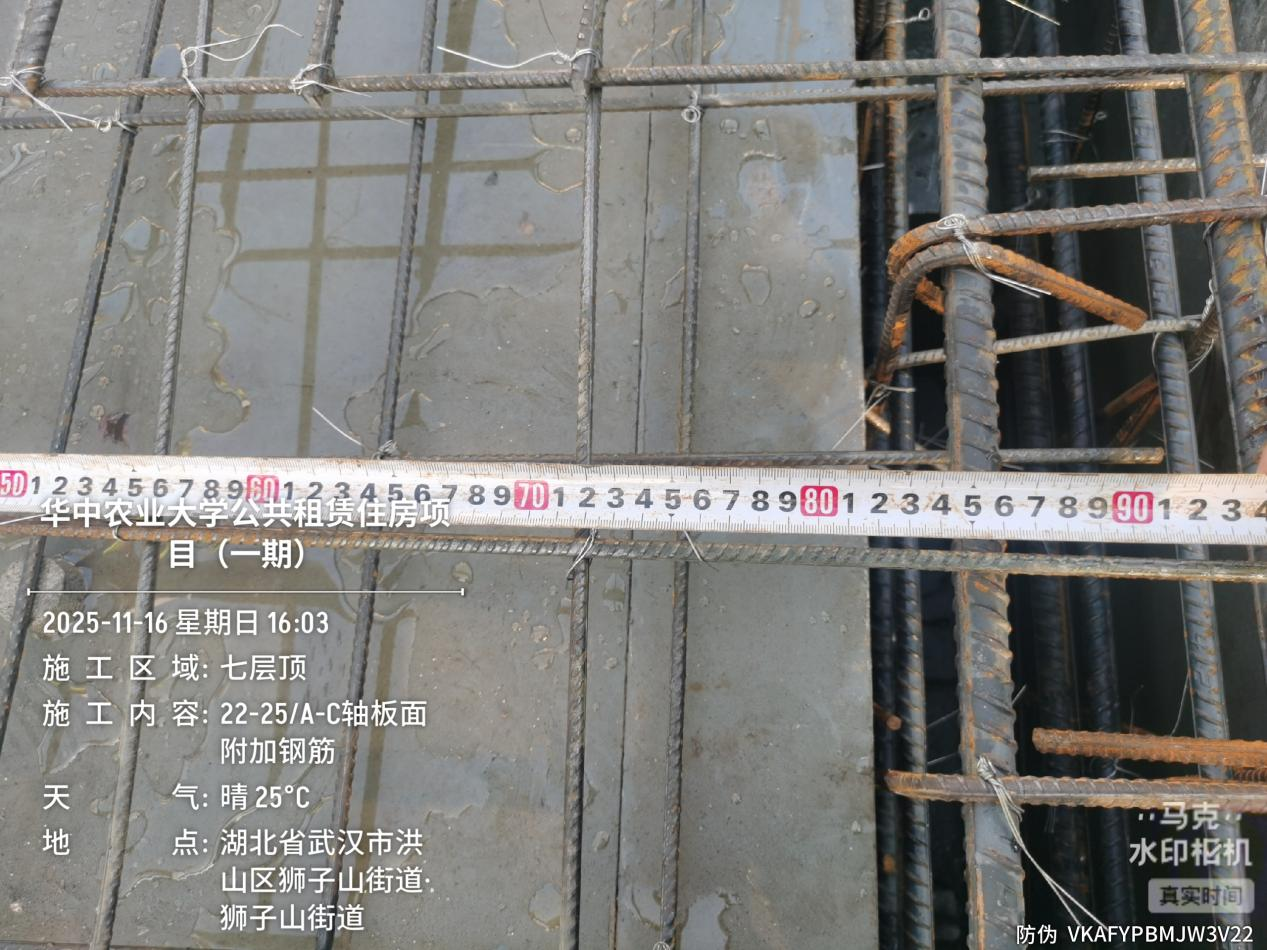 50 1 2 3 4 5 6 7 8 9 60 1 2 3 4 5 6 7 8 9 70 1 2 3 4 5 6 7 8 9 80 1 2 3 4 5 6 7 8 9 90 1 2 3 4
华中农业大学公共租赁住房项
目（一期）
2025-11-16 星期日 16:03
施工区域：七层顶
施工内容：22-25/A-C轴板面
附加钢筋
天气：晴 25°C
地点：湖北省武汉市洪
山区狮子山街道·
狮子山街道
马克
水印相机
真实时间
防伪 VKAFYPBMJW3V22